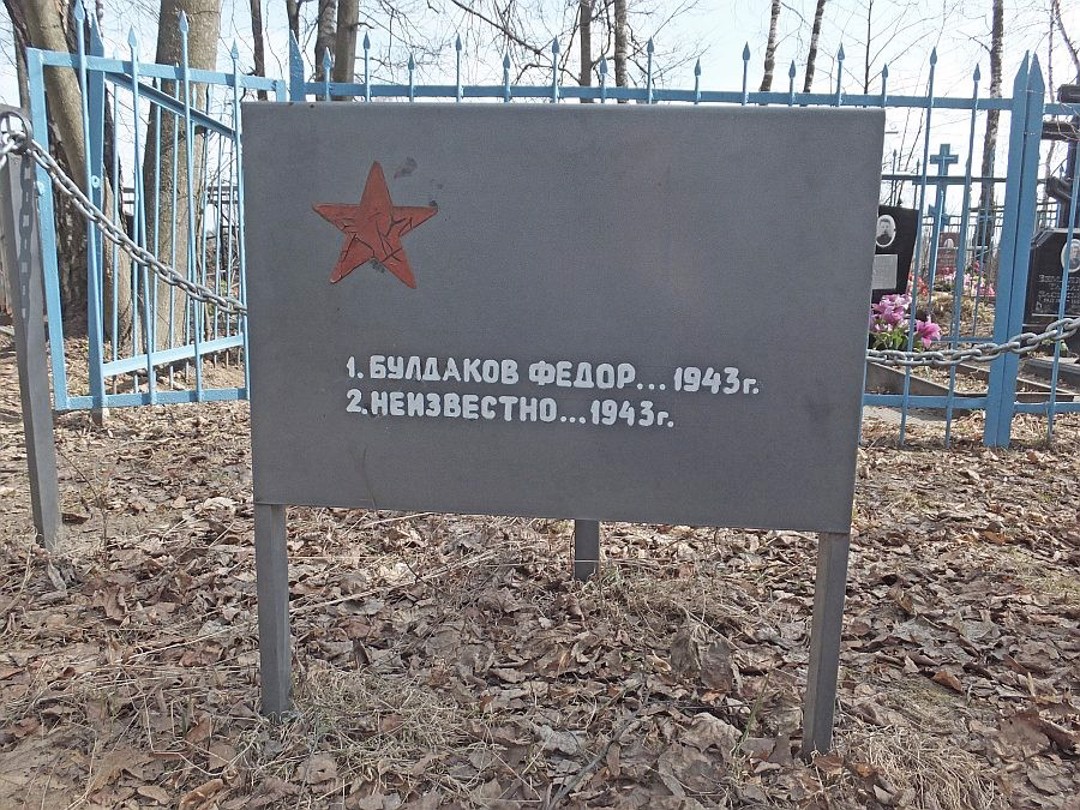 1. БУЛДАКОВ ФЕДОР... 1943г.
2. НЕИЗВЕСТНО... 1943г.